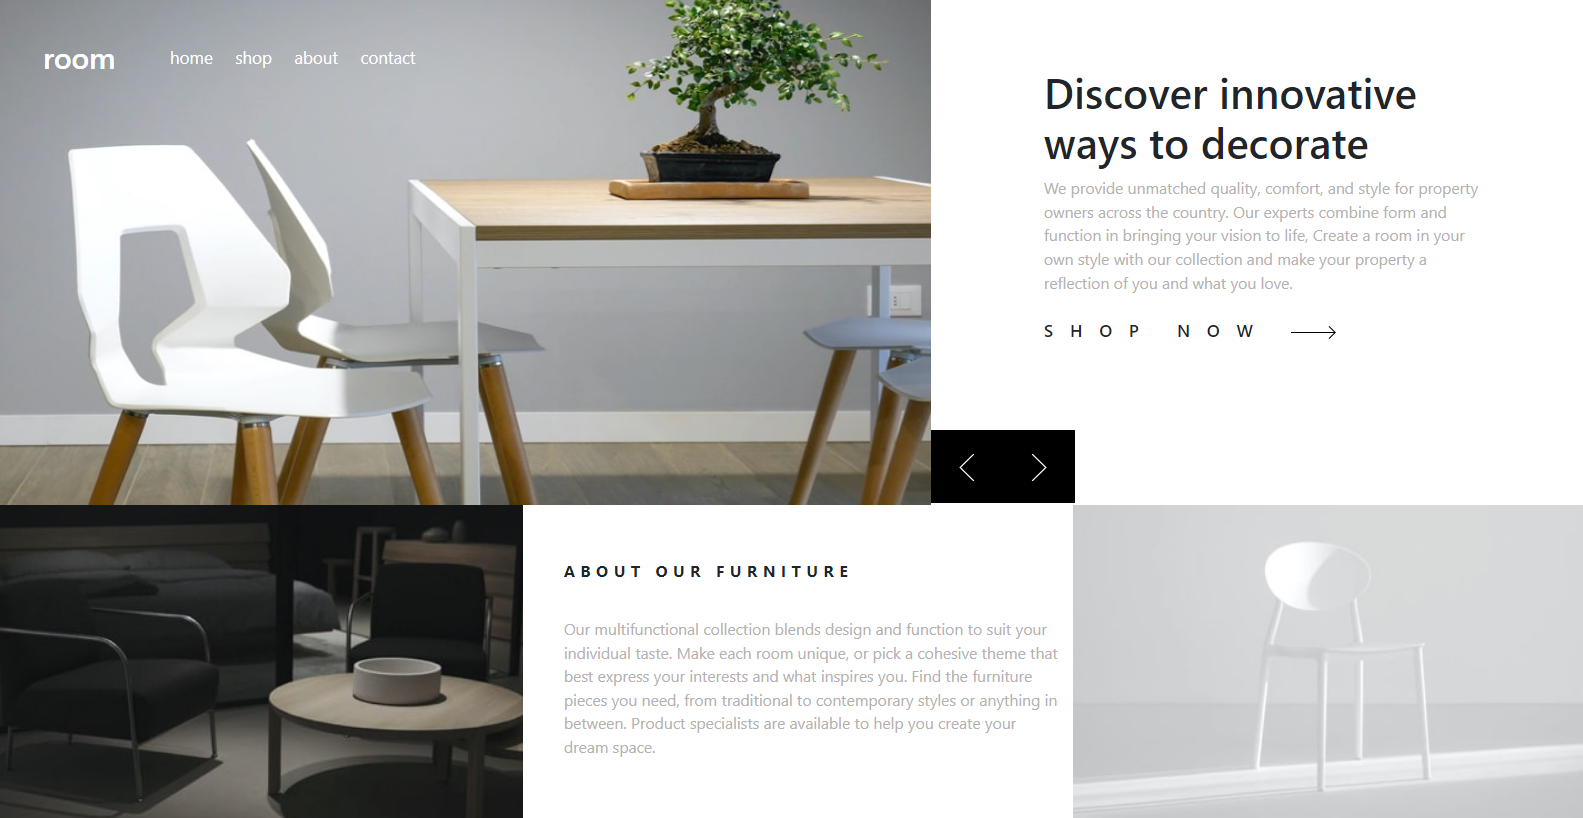 room
home shop about contact
Discover innovative
ways to decorate
We provide unmatched quality, comfort, and style for property
owners across the country. Our experts combine form and
function in bringing your vision to life, Create a room in your
own style with our collection and make your property a
reflection of you and what you love.
SHOP NOW
ABOUT OUR FURNITURE
Our multifunctional collection blends design and function to suit your
individual taste. Make each room unique, or pick a cohesive theme that
best express your interests and what inspires you. Find the furniture
pieces you need, from traditional to contemporary styles or anything in
between. Product specialists are available to help you create your
dream space.